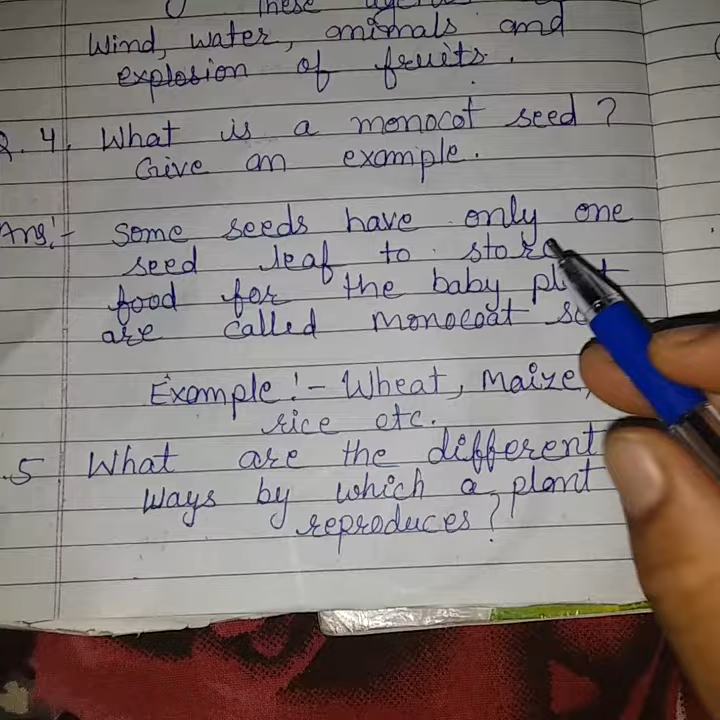 these
Wind, water, animals and
explosion of fruits.
Q. 4. What is a monocot seed?
Give an example.
Ans:- Some seeds have only one
seed leaf to store
food for the baby plant
are called monocoat
Example:- Wheat, Maize,
rice etc.
.5 What are the different
ways by which a plant
reproduces?